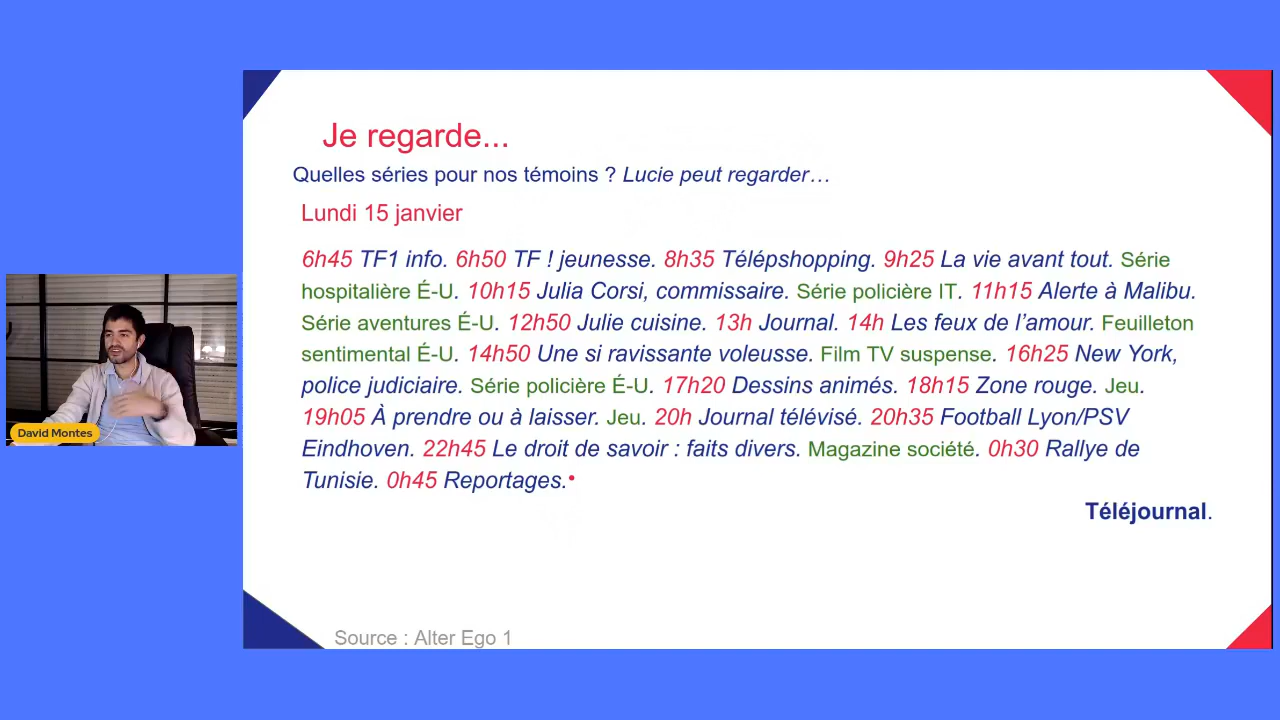 Je regarde...
Quelles séries pour nos témoins ? Lucie peut regarder…
Lundi 15 janvier
6h45 TF1 info. 6h50 TF ! jeunesse. 8h35 Télépshopping. 9h25 La vie avant tout. Série
hospitalière É-U. 10h15 Julia Corsi, commissaire. Série policière IT. 11h15 Alerte à Malibu.
Série aventures É-U. 12h50 Julie cuisine. 13h Journal. 14h Les feux de l’amour. Feuilleton
sentimental É-U. 14h50 Une si ravissante voleusse. Film TV suspense. 16h25 New York,
police judiciaire. Série policière É-U. 17h20 Dessins animés. 18h15 Zone rouge. Jeu.
19h05 À prendre ou à laisser. Jeu. 20h Journal télévisé. 20h35 Football Lyon/PSV
Eindhoven. 22h45 Le droit de savoir : faits divers. Magazine société. 0h30 Rallye de
Tunisie. 0h45 Reportages.
Téléjournal.
David Montes
Source : Alter Ego 1